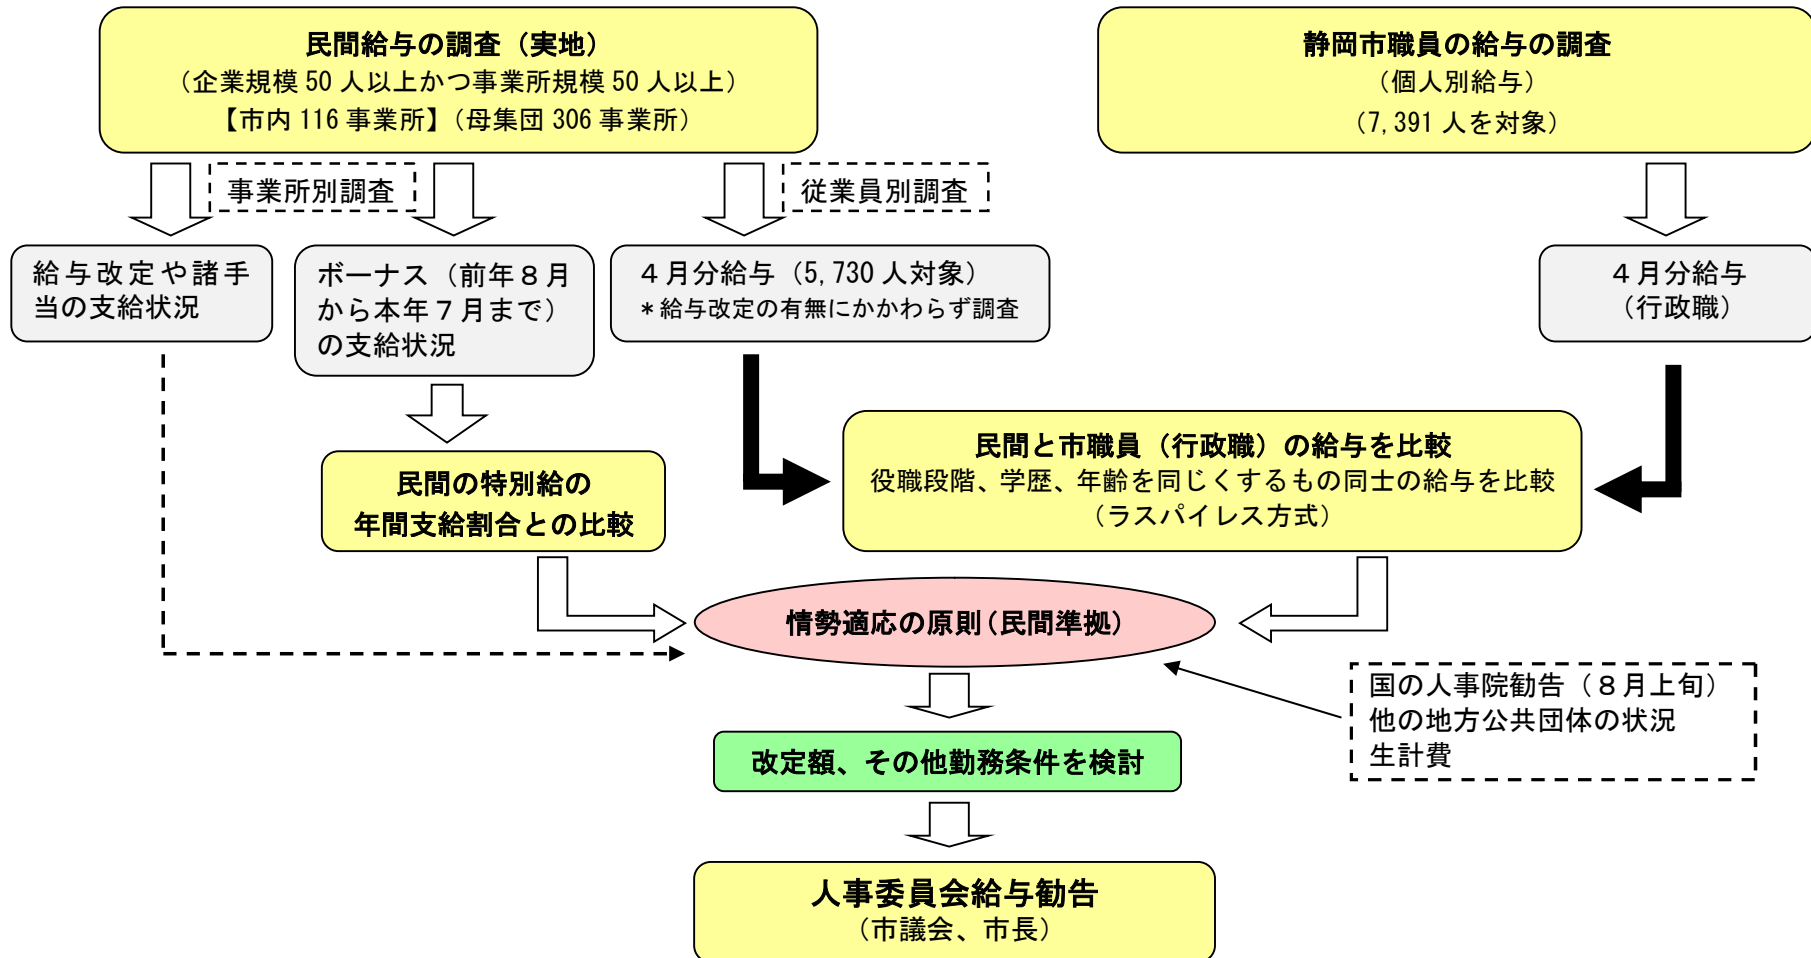 民間給与の調査（実地）
（企業規模 50 人以上かつ事業所規模 50 人以上）
【市内 116 事業所】（母集団 306 事業所）
静岡市職員の給与の調査
（個人別給与）
（7,391 人を対象）
事業所別調査
従業員別調査
給与改定や諸手
当の支給状況
ボーナス（前年８月
から本年７月まで）
の支給状況
４月分給与（5,730 人対象）
＊給与改定の有無にかかわらず調査
４月分給与
（行政職）
民間の特別給の
年間支給割合との比較
民間と市職員（行政職）の給与を比較
役職段階、学歴、年齢を同じくするもの同士の給与を比較
（ラスパイレス方式）
情勢適応の原則（民間準拠）
国の人事院勧告（８月上旬）
他の地方公共団体の状況
生計費
改定額、その他勤務条件を検討
人事委員会給与勧告
（市議会、市長）